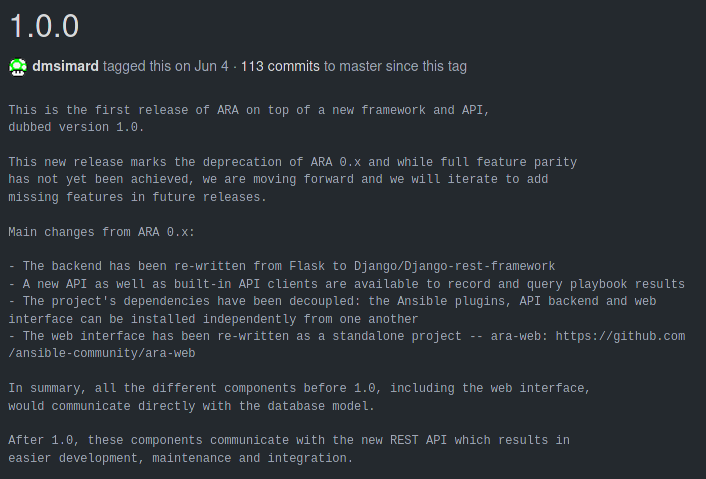 1.0.0
dmsimard tagged this on Jun 4 · 113 commits to master since this tag
This is the first release of ARA on top of a new framework and API,
dubbed version 1.0.
This new release marks the deprecation of ARA 0.x and while full feature parity
has not yet been achieved, we are moving forward and we will iterate to add
missing features in future releases.
Main changes from ARA 0.x:
- The backend has been re-written from Flask to Django/Django-rest-framework
- A new API as well as built-in API clients are available to record and query playbook results
- The project's dependencies have been decoupled: the Ansible plugins, API backend and web
interface can be installed independently from one another
- The web interface has been re-written as a standalone project -- ara-web: https://github.com
/ansible-community/ara-web
In summary, all the different components before 1.0, including the web interface,
would communicate directly with the database model.
After 1.0, these components communicate with the new REST API which results in
easier development, maintenance and integration.